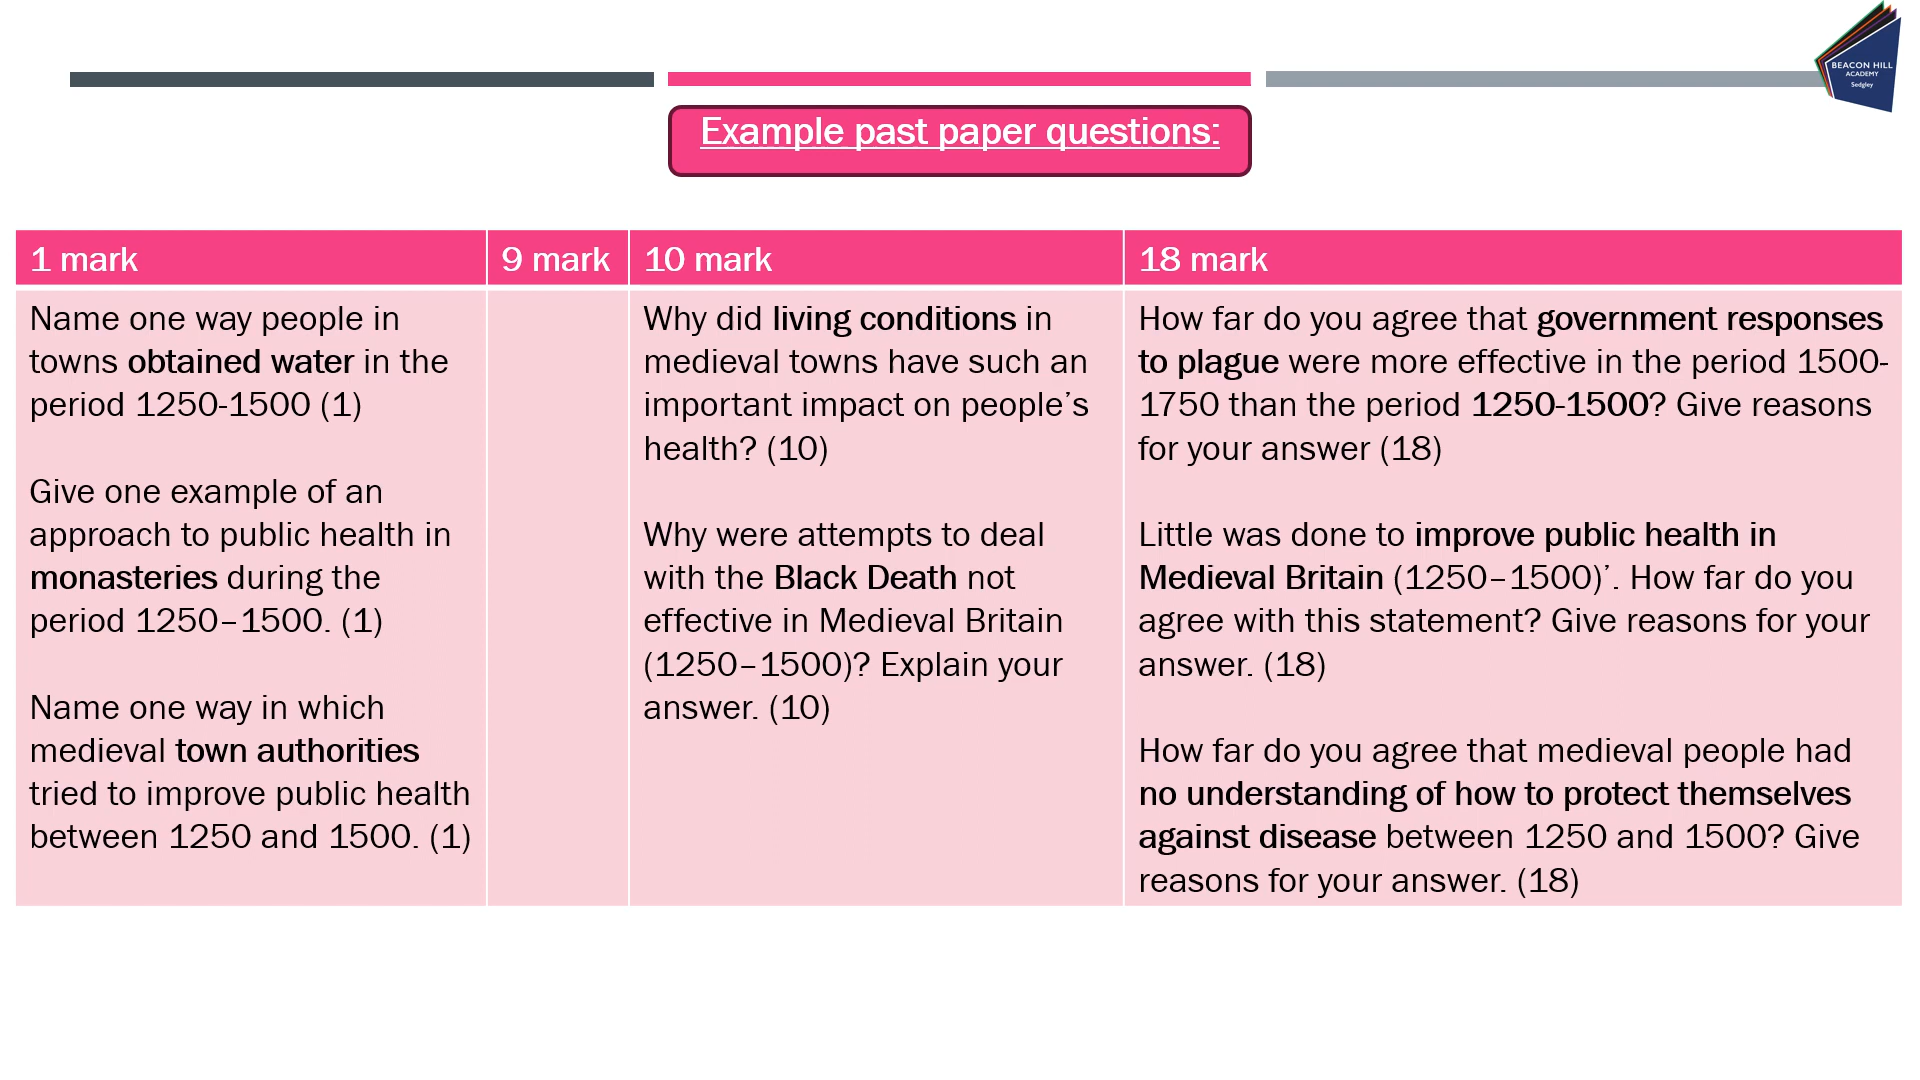 BEACON HILL
ACADEMY
Sedgley
Example past paper questions:
1 mark
9 mark
10 mark
18 mark
Name one way people in
towns obtained water in the
period 1250-1500 (1)
Give one example of an
approach to public health in
monasteries during the
period 1250–1500. (1)
Name one way in which
medieval town authorities
tried to improve public health
between 1250 and 1500. (1)
Why did living conditions in
medieval towns have such an
important impact on people’s
health? (10)
Why were attempts to deal
with the Black Death not
effective in Medieval Britain
(1250–1500)? Explain your
answer. (10)
How far do you agree that government responses
to plague were more effective in the period 1500-
1750 than the period 1250-1500? Give reasons
for your answer (18)
Little was done to improve public health in
Medieval Britain (1250–1500)’. How far do you
agree with this statement? Give reasons for your
answer. (18)
How far do you agree that medieval people had
no understanding of how to protect themselves
against disease between 1250 and 1500? Give
reasons for your answer. (18)